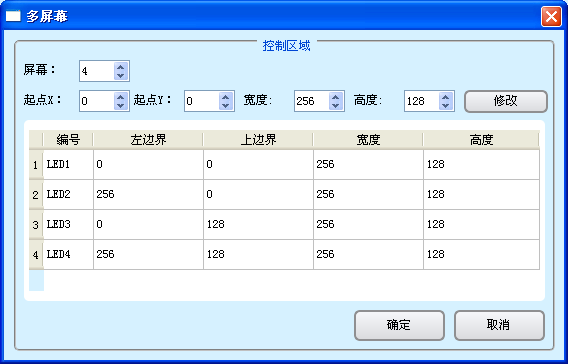 多屏幕
控制区域
屏幕： 4
起点X： 0 起点Y： 0 宽度: 256 高度: 128 修改
编号 左边界 上边界 宽度 高度
1 LED1 0 0 256 128
2 LED2 256 0 256 128
3 LED3 0 128 256 128
4 LED4 256 128 256 128
确定 取消